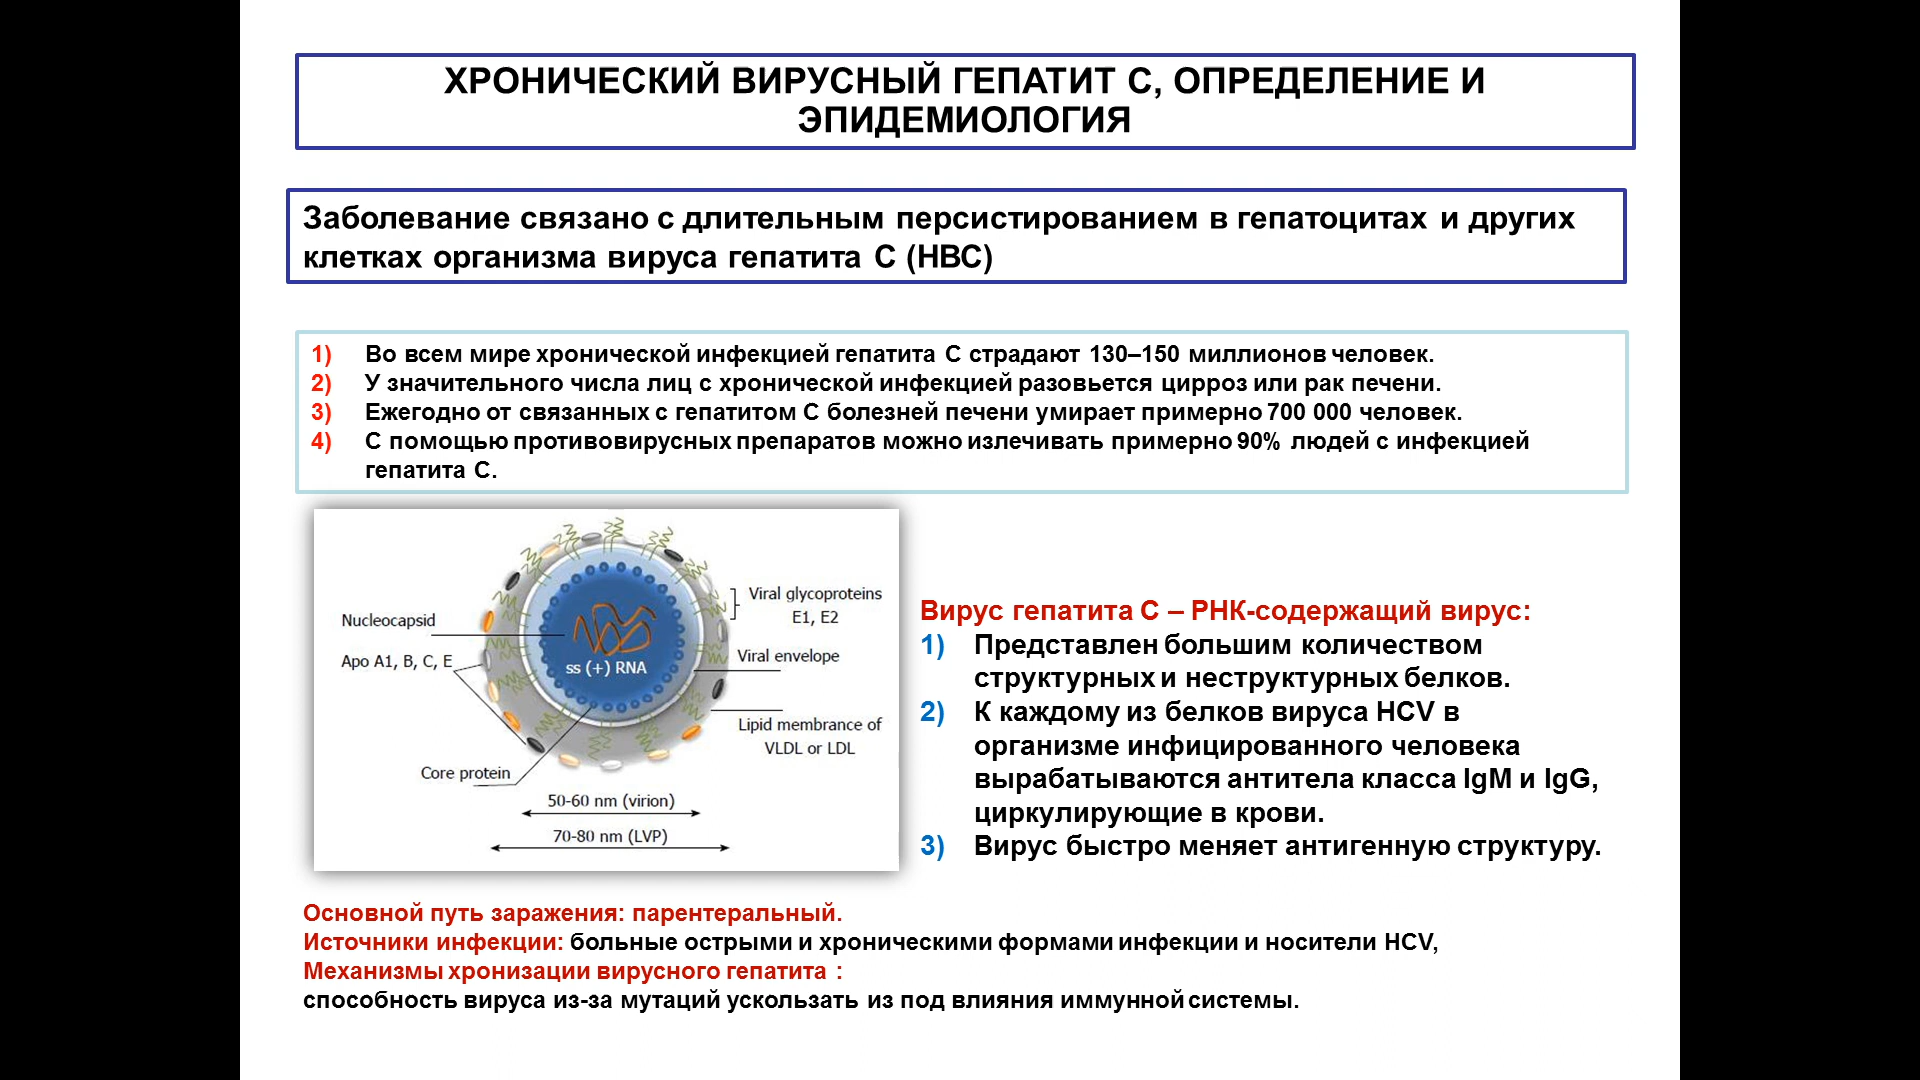 ХРОНИЧЕСКИЙ ВИРУСНЫЙ ГЕПАТИТ С, ОПРЕДЕЛЕНИЕ И
ЭПИДЕМИОЛОГИЯ
Заболевание связано с длительным персистированием в гепатоцитах и других
клетках организма вируса гепатита С (НВС)
1) Во всем мире хронической инфекцией гепатита С страдают 130–150 миллионов человек.
2) У значительного числа лиц с хронической инфекцией разовьется цирроз или рак печени.
3) Ежегодно от связанных с гепатитом С болезней печени умирает примерно 700 000 человек.
4) С помощью противовирусных препаратов можно излечивать примерно 90% людей с инфекцией
гепатита С.
Nucleocapsid
Apo A1, B, C, E
Core protein
ss (+) RNA
Viral glycoproteins
E1, E2
Viral envelope
Lipid membrance of
VLDL or LDL
50-60 nm (virion)
70-80 nm (LVP)
Вирус гепатита С – РНК-содержащий вирус:
1) Представлен большим количеством
структурных и неструктурных белков.
2) К каждому из белков вируса HCV в
организме инфицированного человека
вырабатываются антитела класса IgM и IgG,
циркулирующие в крови.
3) Вирус быстро меняет антигенную структуру.
Основной путь заражения: парентеральный.
Источники инфекции: больные острыми и хроническими формами инфекции и носители HCV,
Механизмы хронизации вирусного гепатита :
способность вируса из-за мутаций ускользать из под влияния иммунной системы.